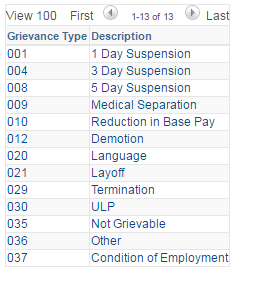 View 100 First 1-13 of 13 Last
Grievance Type Description
001 1 Day Suspension
004 3 Day Suspension
008 5 Day Suspension
009 Medical Separation
010 Reduction in Base Pay
012 Demotion
020 Language
021 Layoff
029 Termination
030 ULP
035 Not Grievable
036 Other
037 Condition of Employment